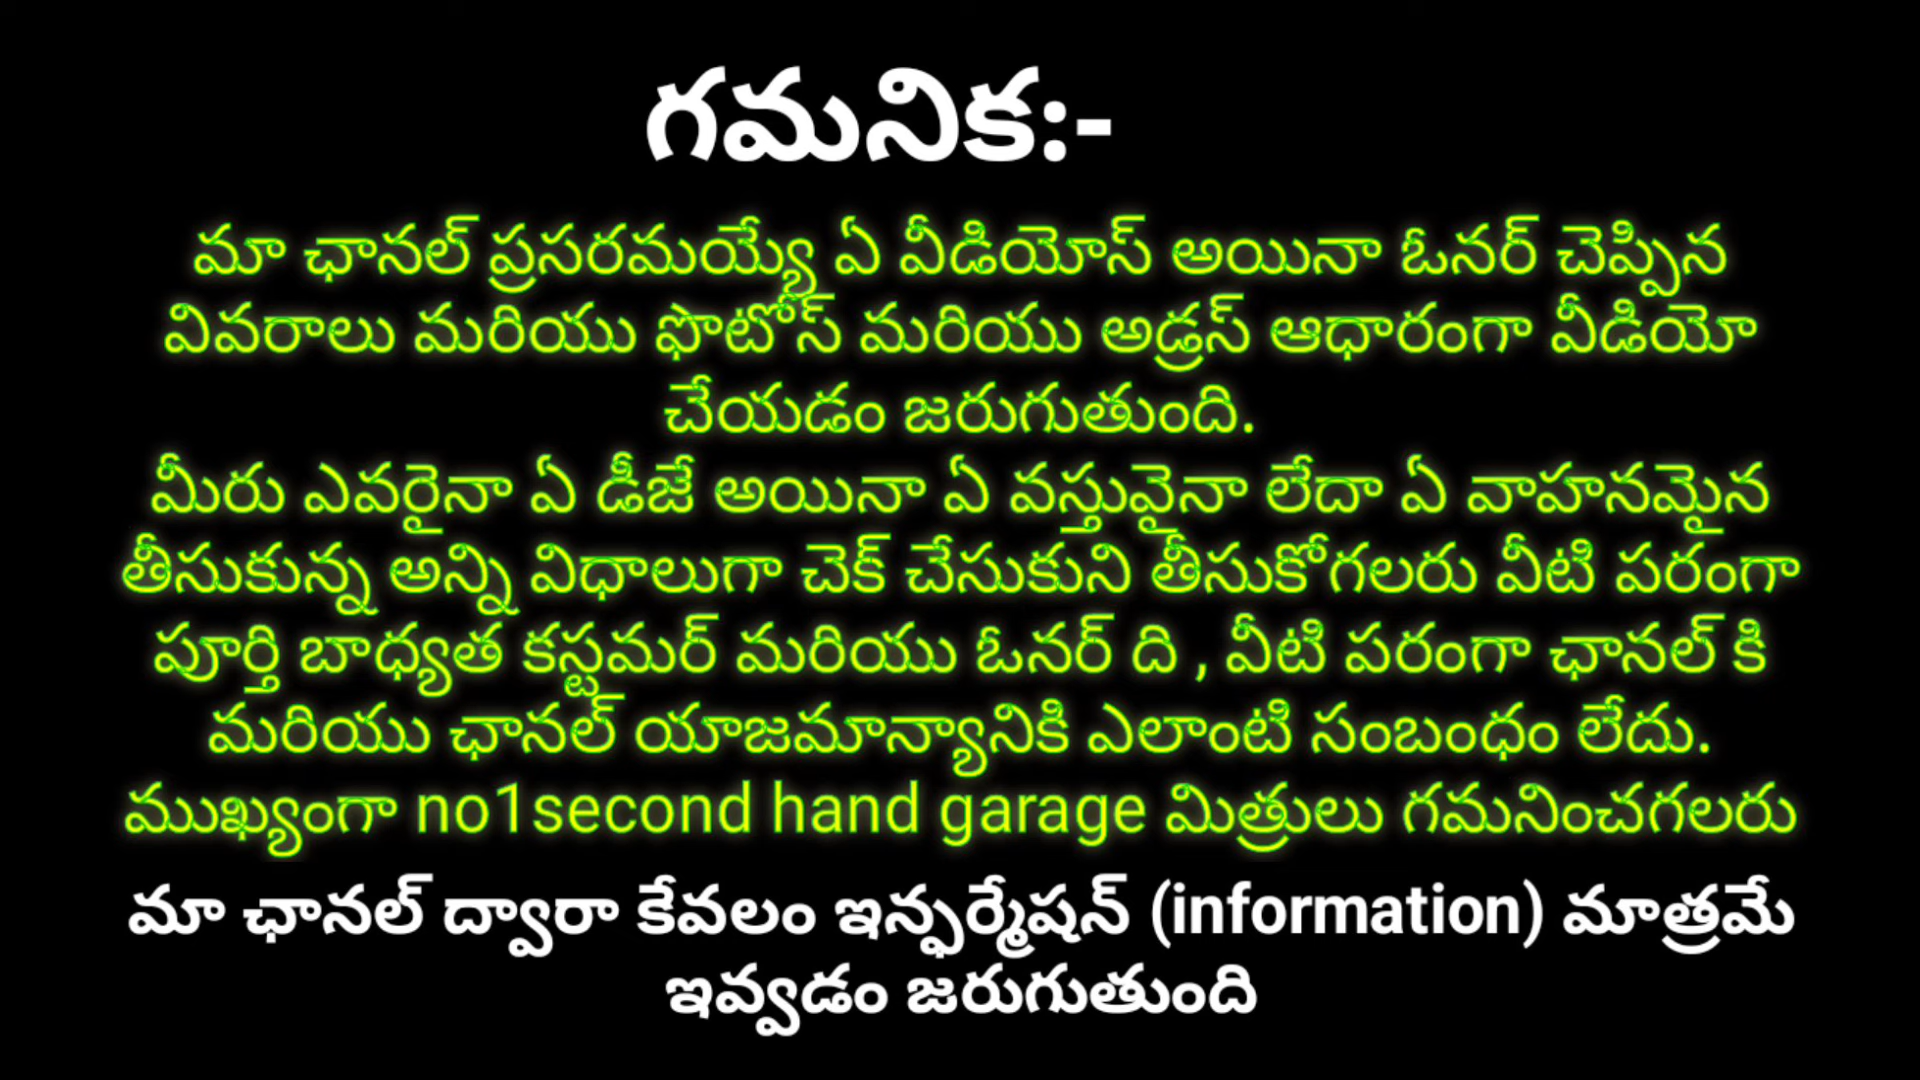 గమనిక:-
మా ఛానల్ ప్రసరమయ్యే ఏ వీడియోస్ అయినా ఓనర్ చెప్పిన
వివరాలు మరియు ఫొటోస్ మరియు అడ్రస్ ఆధారంగా వీడియో
చేయడం జరుగుతుంది.
మీరు ఎవరైనా ఏ డీజే అయినా ఏ వస్తువైనా లేదా ఏ వాహనమైన
తీసుకున్న అన్ని విధాలుగా చెక్ చేసుకుని తీసుకోగలరు వీటి పరంగా
పూర్తి బాధ్యత కస్టమర్ మరియు ఓనర్ ది , వీటి పరంగా ఛానల్ కి
మరియు ఛానల్ యాజమాన్యానికి ఎలాంటి సంబంధం లేదు.
ముఖ్యంగా no1second hand garage మిత్రులు గమనించగలరు
మా ఛానల్ ద్వారా కేవలం ఇన్ఫర్మేషన్ (information) మాత్రమే
ఇవ్వడం జరుగుతుంది